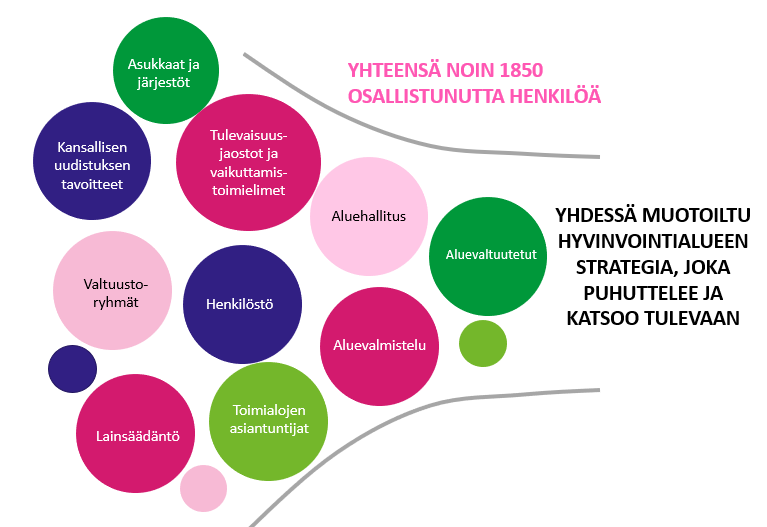 Asukkaat ja
järjestöt
YHTEENSÄ NOIN 1850
OSALLISTUNUTTA HENKILÖÄ
Kansallisen
uudistuksen
tavoitteet
Tulevaisuus-
jaostot ja
vaikuttamis-
toimielimet
Aluehallitus
Aluevaltuutetut
YHDESSÄ MUOTOILTU
HYVINVOINTIALUEEN
STRATEGIA, JOKA
PUHUTTELEE JA
KATSOO TULEVAAN
Valtuusto-
ryhmät
Henkilöstö
Aluevalmistelu
Lainsäädäntö
Toimialojen
asiantuntijat